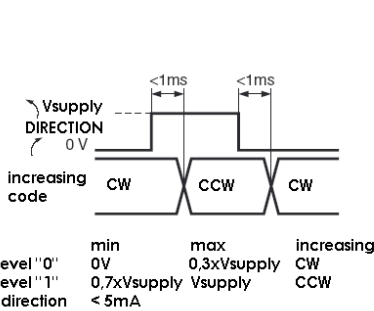 <1ms <1ms
Vsupply
DIRECTION
0 V
increasing code
CW CCW CW
min max increasing
evel "0" 0V 0,3xVsupply CW
evel "1" 0,7xVsupply Vsupply CCW
direction < 5mA